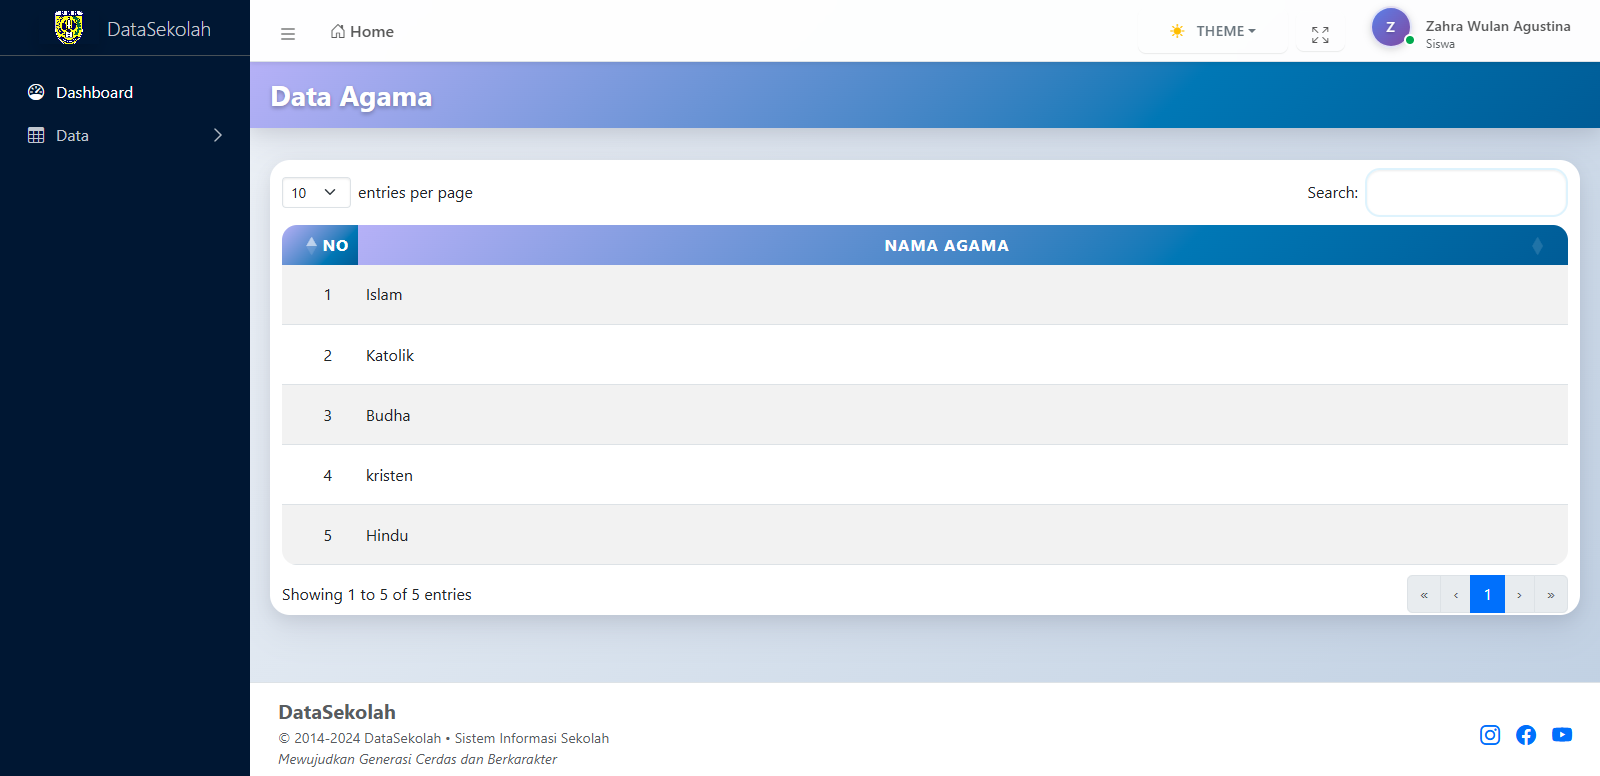 DataSekolah
Home
THEME
Z
Zahra Wulan Agustina
Siswa
Dashboard
Data
Data Agama
10 entries per page
Search:
NO NAMA AGAMA
1 Islam
2 Katolik
3 Budha
4 kristen
5 Hindu
Showing 1 to 5 of 5 entries
« ‹ 1 › »
DataSekolah
© 2014-2024 DataSekolah • Sistem Informasi Sekolah
Mewujudkan Generasi Cerdas dan Berkarakter